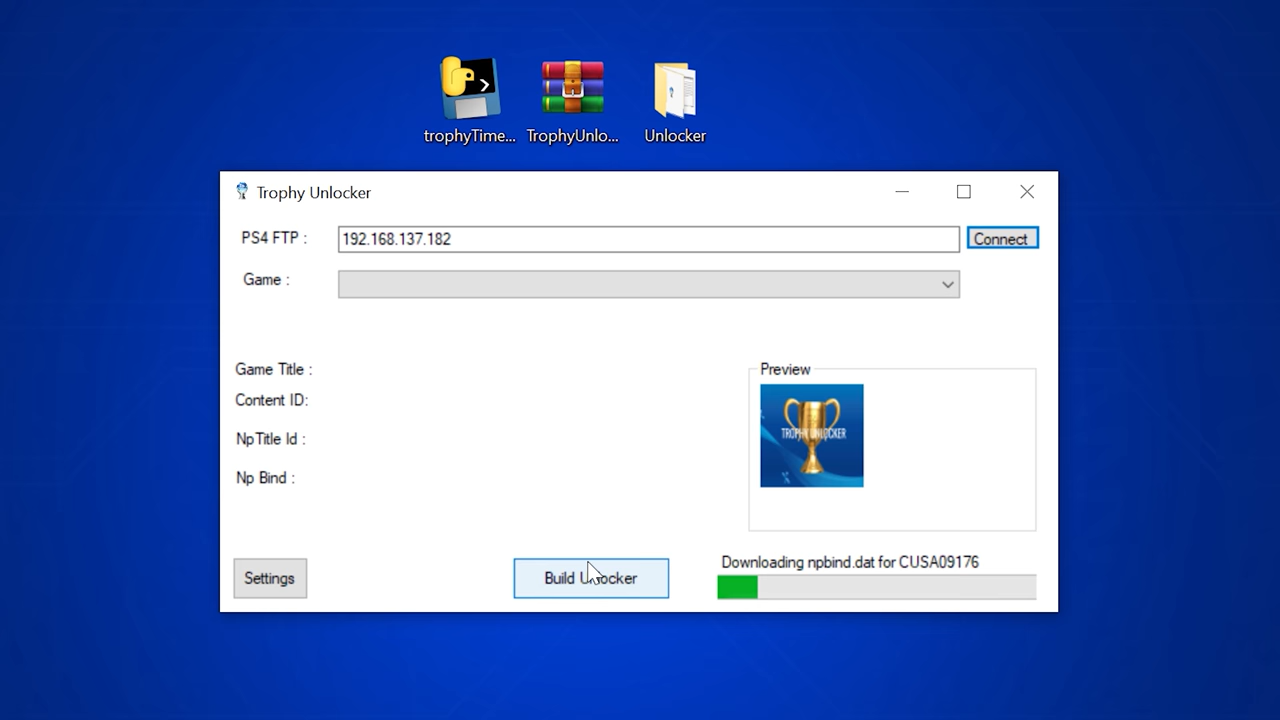 trophyTime... TrophyUnlo... Unlocker
Trophy Unlocker
PS4 FTP : 192.168.137.182 Connect
Game :
Game Title :
Preview
Content ID:
TROPHY UNLOCKER
NpTitle Id :
Np Bind :
Downloading npbind.dat for CUSA09176
Settings
Build Unlocker